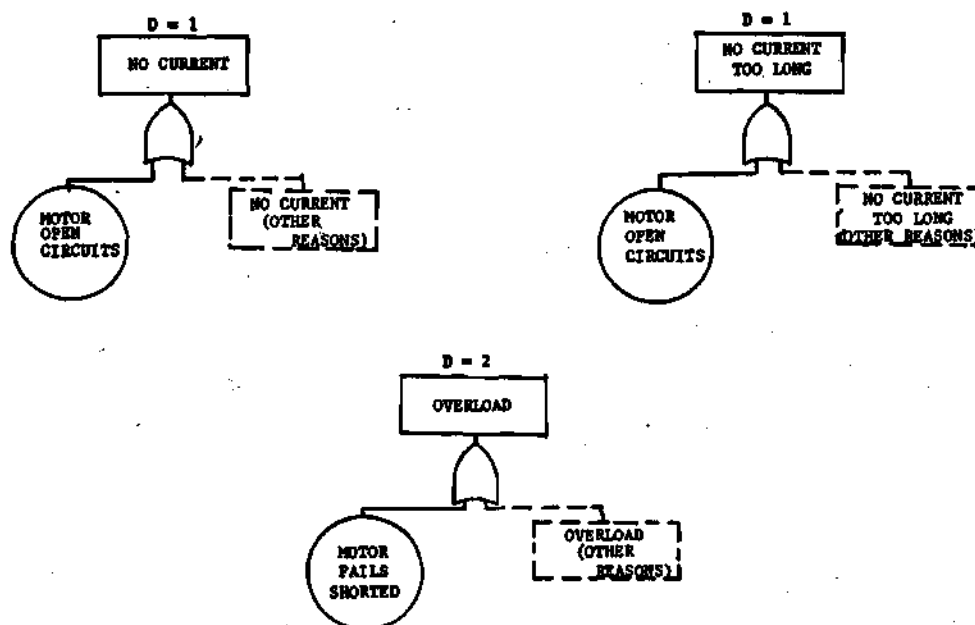 D = 1
NO CURRENT
MOTOR
OPEN
CIRCUITS
NO CURRENT
(OTHER
REASONS)
D = 1
NO CURRENT
TOO LONG
MOTOR
OPEN
CIRCUITS
NO CURRENT
TOO LONG
(OTHER REASONS)
D = 2
OVERLOAD
MOTOR
FAILS
SHORTED
OVERLOAD
(OTHER
REASONS)